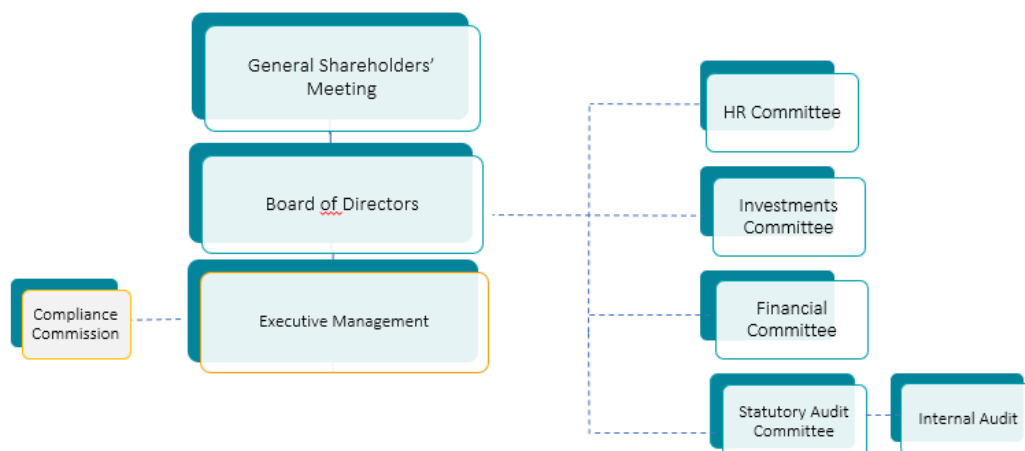 General Shareholders'
Meeting
Board of Directors
Executive Management
Compliance
Commission
HR Committee
Investments
Committee
Financial
Committee
Statutory Audit
Committee
Internal Audit